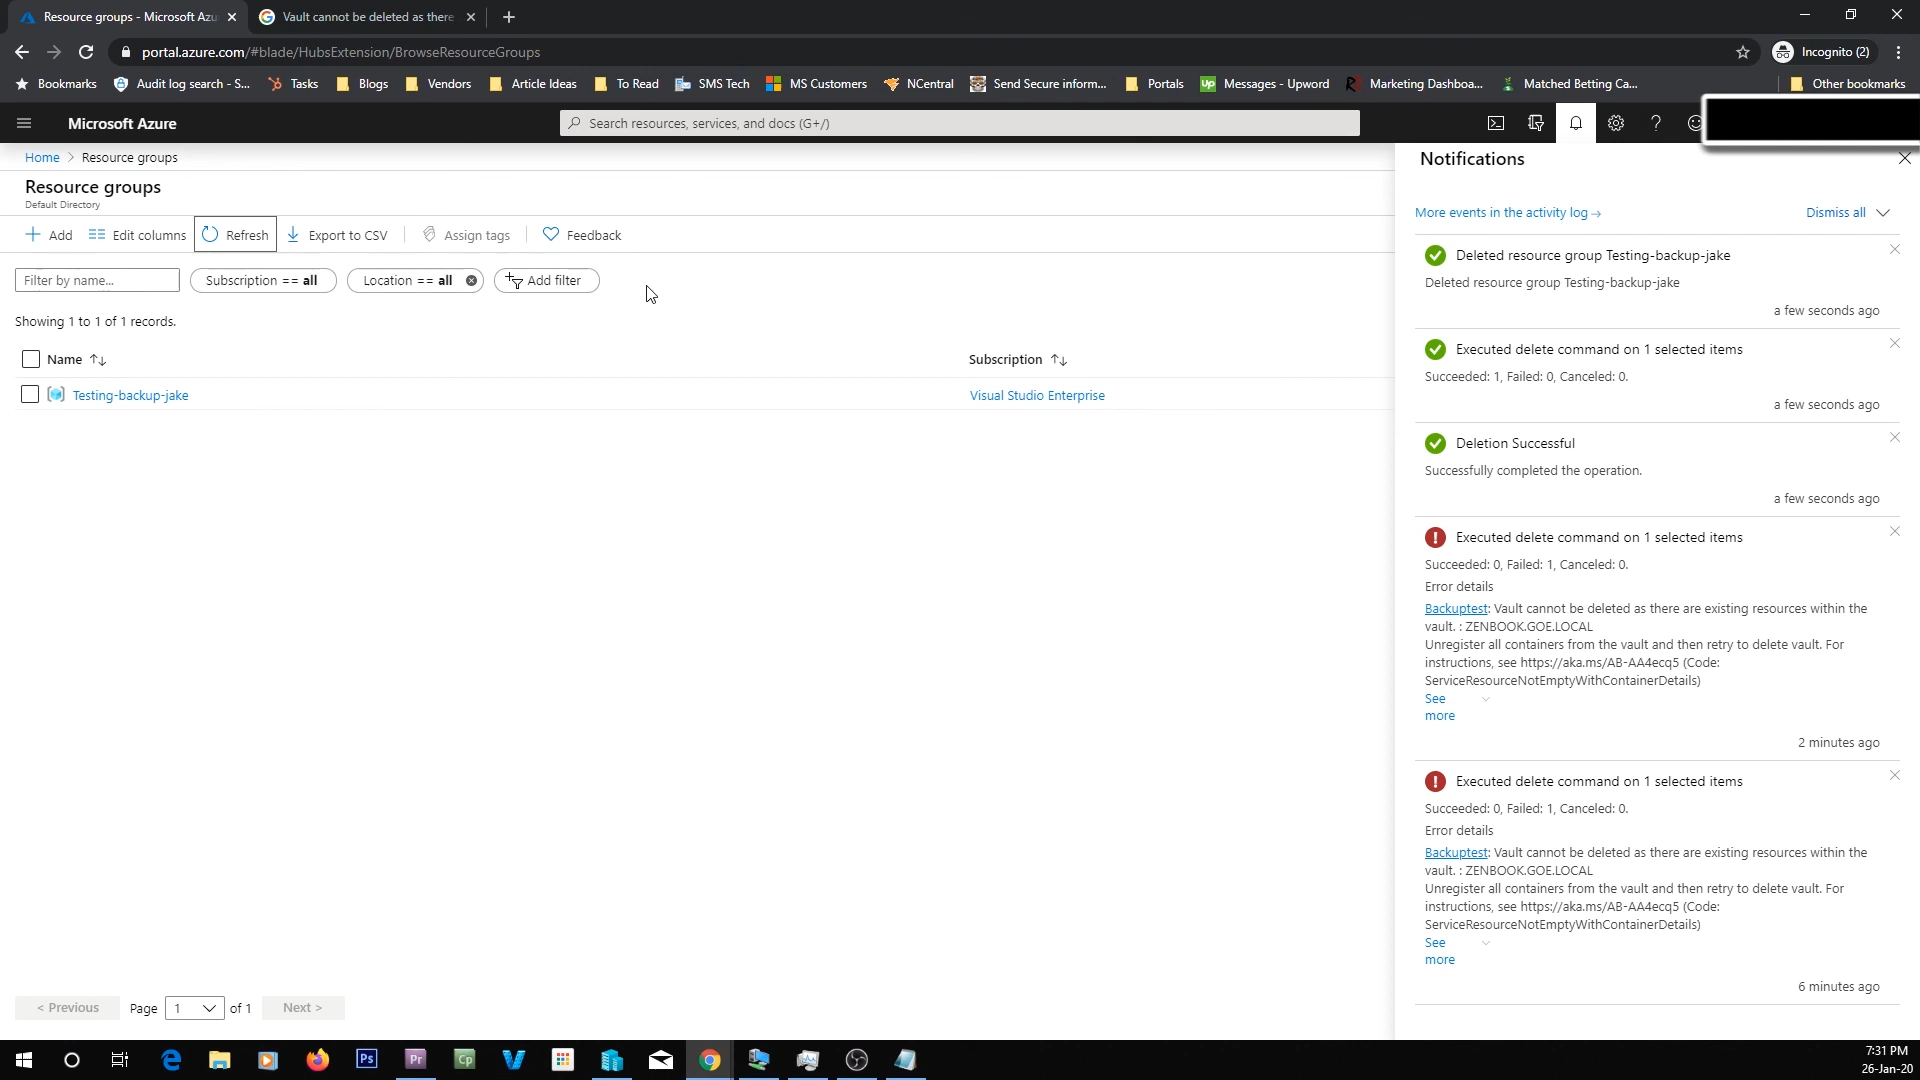 Resource groups - Microsoft Azu
Vault cannot be deleted as there
portal.azure.com/#blade/HubsExtension/BrowseResourceGroups
Incognito (2)
Bookmarks
Audit log search - S...
Tasks
Blogs
Vendors
Article Ideas
To Read
SMS Tech
MS Customers
NCentral
Send Secure inform...
Portals
Messages - Upword
Marketing Dashboa...
Matched Betting Ca...
Other bookmarks
Microsoft Azure
Search resources, services, and docs (G+/)
Home > Resource groups
Resource groups
Default Directory
Add
Edit columns
Refresh
Export to CSV
Assign tags
Feedback
Filter by name...
Subscription == all
Location == all
Add filter
Showing 1 to 1 of 1 records.
Name
Subscription
Testing-backup-jake
Visual Studio Enterprise
< Previous
Page 1 of 1
Next >
Notifications
More events in the activity log →
Dismiss all
Deleted resource group Testing-backup-jake
Deleted resource group Testing-backup-jake
a few seconds ago
Executed delete command on 1 selected items
Succeeded: 1, Failed: 0, Canceled: 0.
a few seconds ago
Deletion Successful
Successfully completed the operation.
a few seconds ago
Executed delete command on 1 selected items
Succeeded: 0, Failed: 1, Canceled: 0.
Error details
Backuptest: Vault cannot be deleted as there are existing resources within the
vault. : ZENBOOK.GOE.LOCAL
Unregister all containers from the vault and then retry to delete vault. For
instructions, see https://aka.ms/AB-AA4ecq5 (Code:
ServiceResourceNotEmptyWithContainerDetails)
See
more
2 minutes ago
Executed delete command on 1 selected items
Succeeded: 0, Failed: 1, Canceled: 0.
Error details
Backuptest: Vault cannot be deleted as there are existing resources within the
vault. : ZENBOOK.GOE.LOCAL
Unregister all containers from the vault and then retry to delete vault. For
instructions, see https://aka.ms/AB-AA4ecq5 (Code:
ServiceResourceNotEmptyWithContainerDetails)
See
more
6 minutes ago
Ps
Pr
Cp
7:31 PM
26-Jan-20